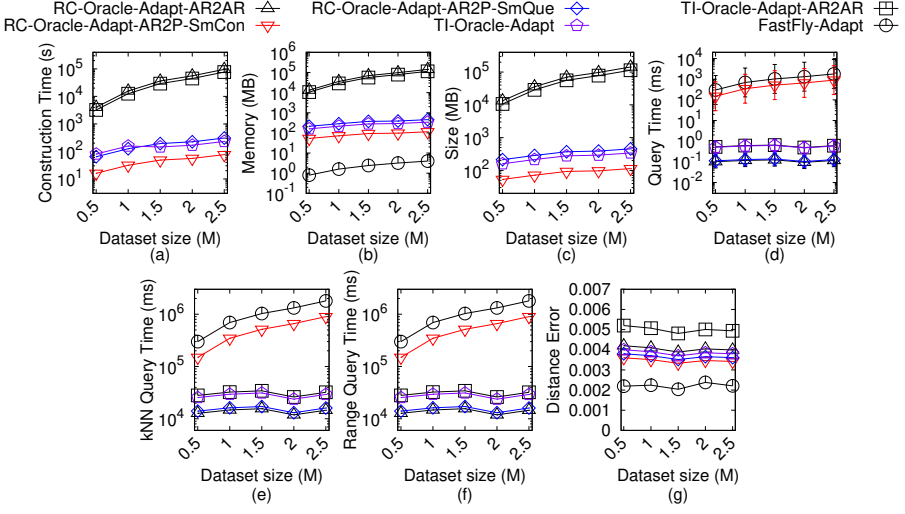 RC-Oracle-Adapt-AR2AR RC-Oracle-Adapt-AR2P-SmQue TI-Oracle-Adapt-AR2AR
RC-Oracle-Adapt-AR2P-SmCon TI-Oracle-Adapt FastFly-Adapt
Construction Time (s)
10^5
10^4
10^3
10^2
10^1
0.5 1 1.5 2 2.5
Dataset size (M)
(a)
Memory (MB)
10^6
10^5
10^4
10^3
10^2
10^1
10^0
10^-1
0.5 1 1.5 2 2.5
Dataset size (M)
(b)
Size (MB)
10^5
10^4
10^3
10^2
0.5 1 1.5 2 2.5
Dataset size (M)
(c)
Query Time (ms)
10^4
10^3
10^2
10^1
10^0
10^-1
10^-2
0.5 1 1.5 2 2.5
Dataset size (M)
(d)
kNN Query Time (ms)
10^6
10^5
10^4
0.5 1 1.5 2 2.5
Dataset size (M)
(e)
Range Query Time (ms)
10^6
10^5
10^4
0.5 1 1.5 2 2.5
Dataset size (M)
(f)
Distance Error
0.007
0.006
0.005
0.004
0.003
0.002
0.001
0
0.5 1 1.5 2 2.5
Dataset size (M)
(g)